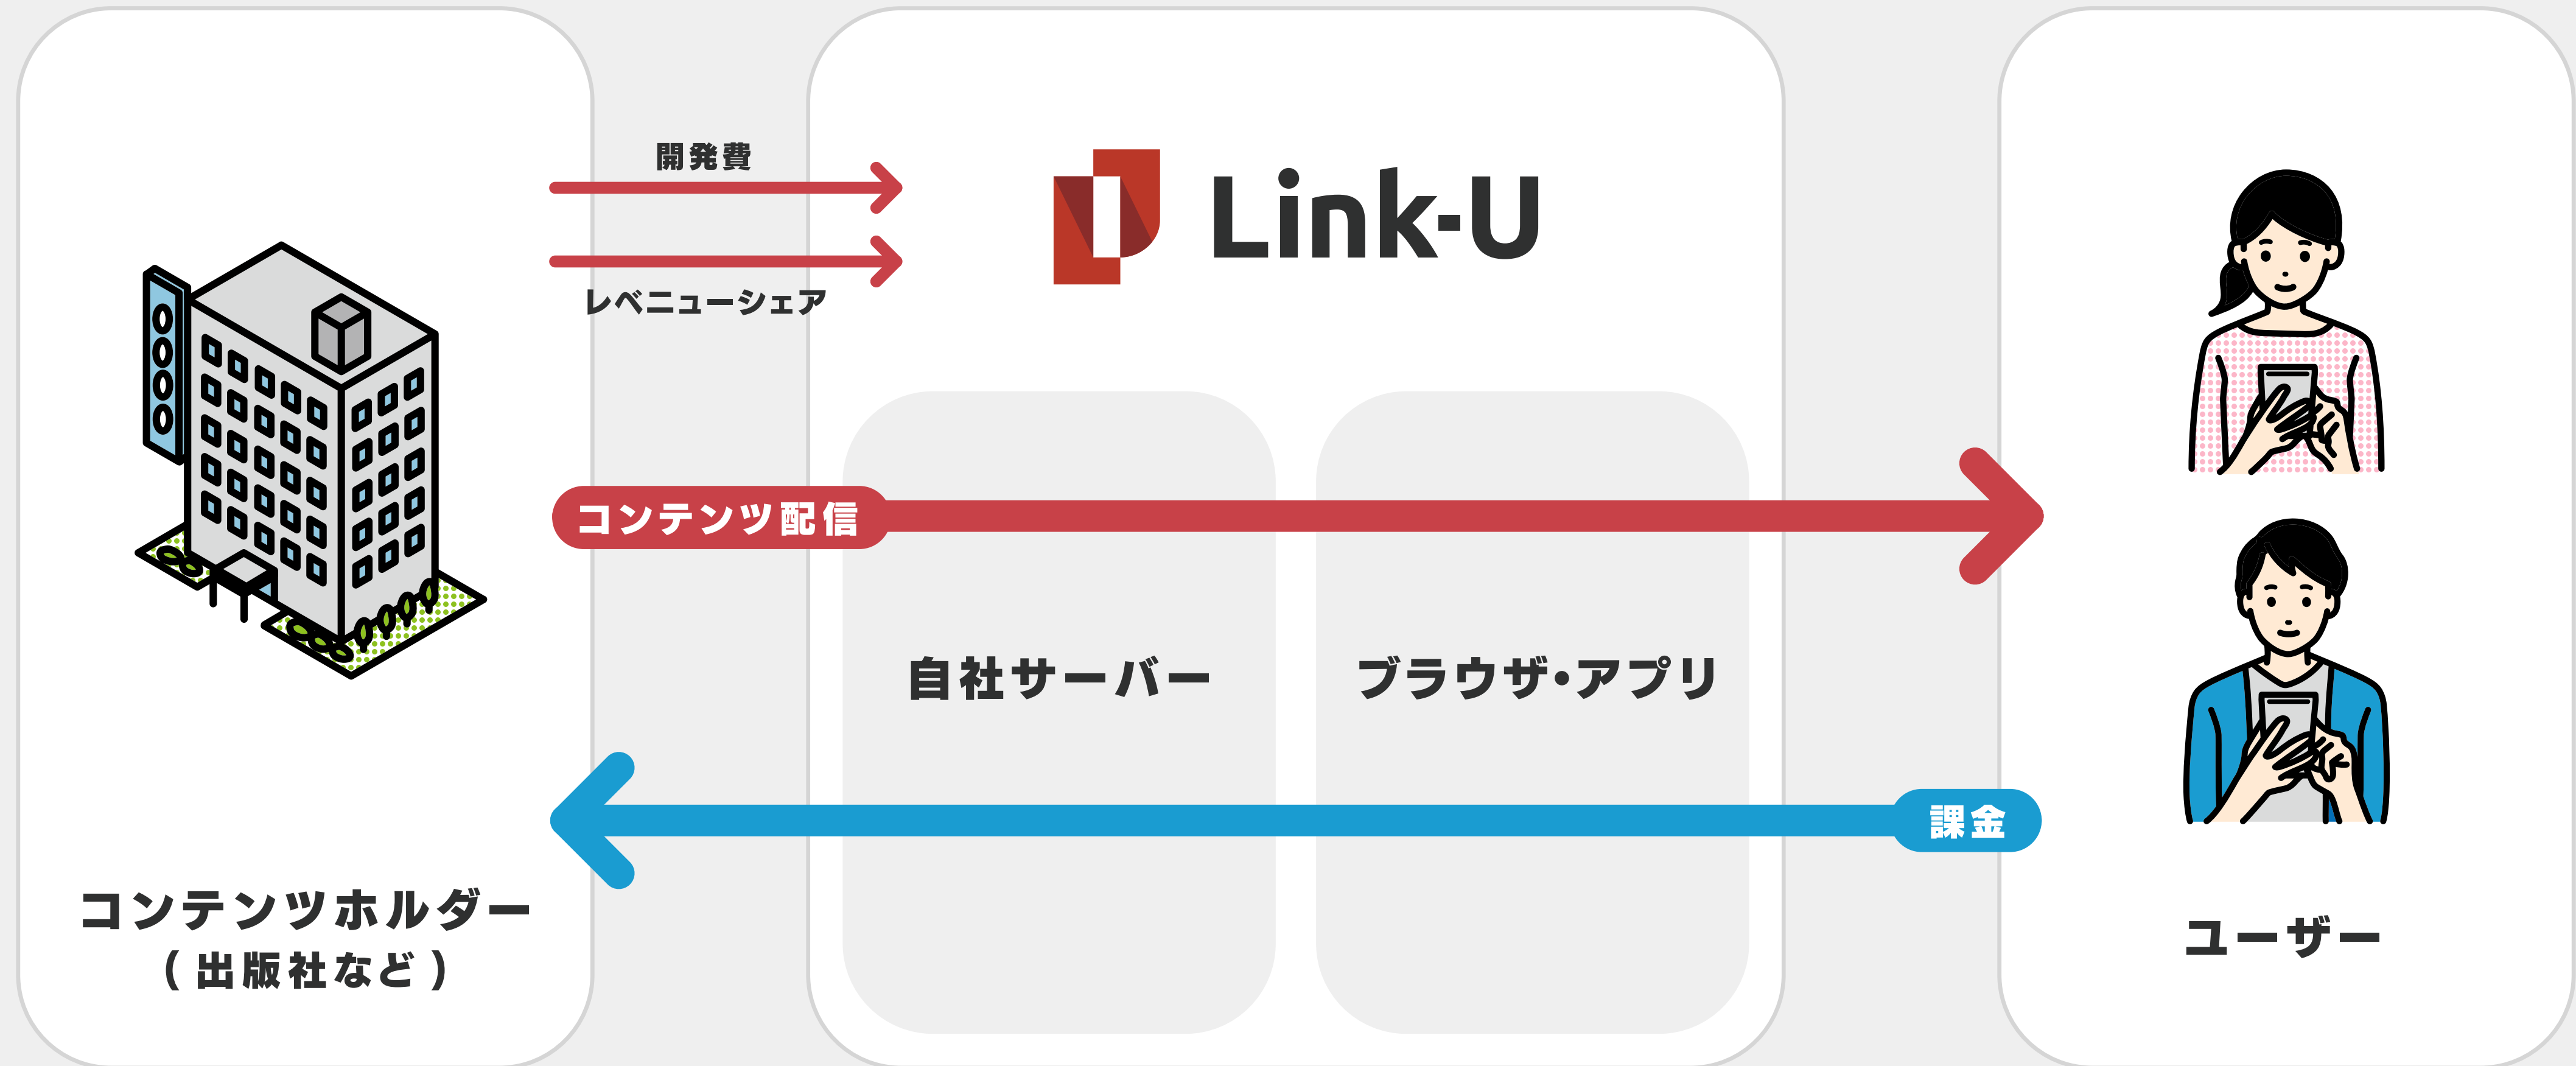 開発費
レベニューシェア
Link-U
コンテンツ配信
自社サーバー
ブラウザ・アプリ
課金
コンテンツホルダー
(出版社など)
ユーザー